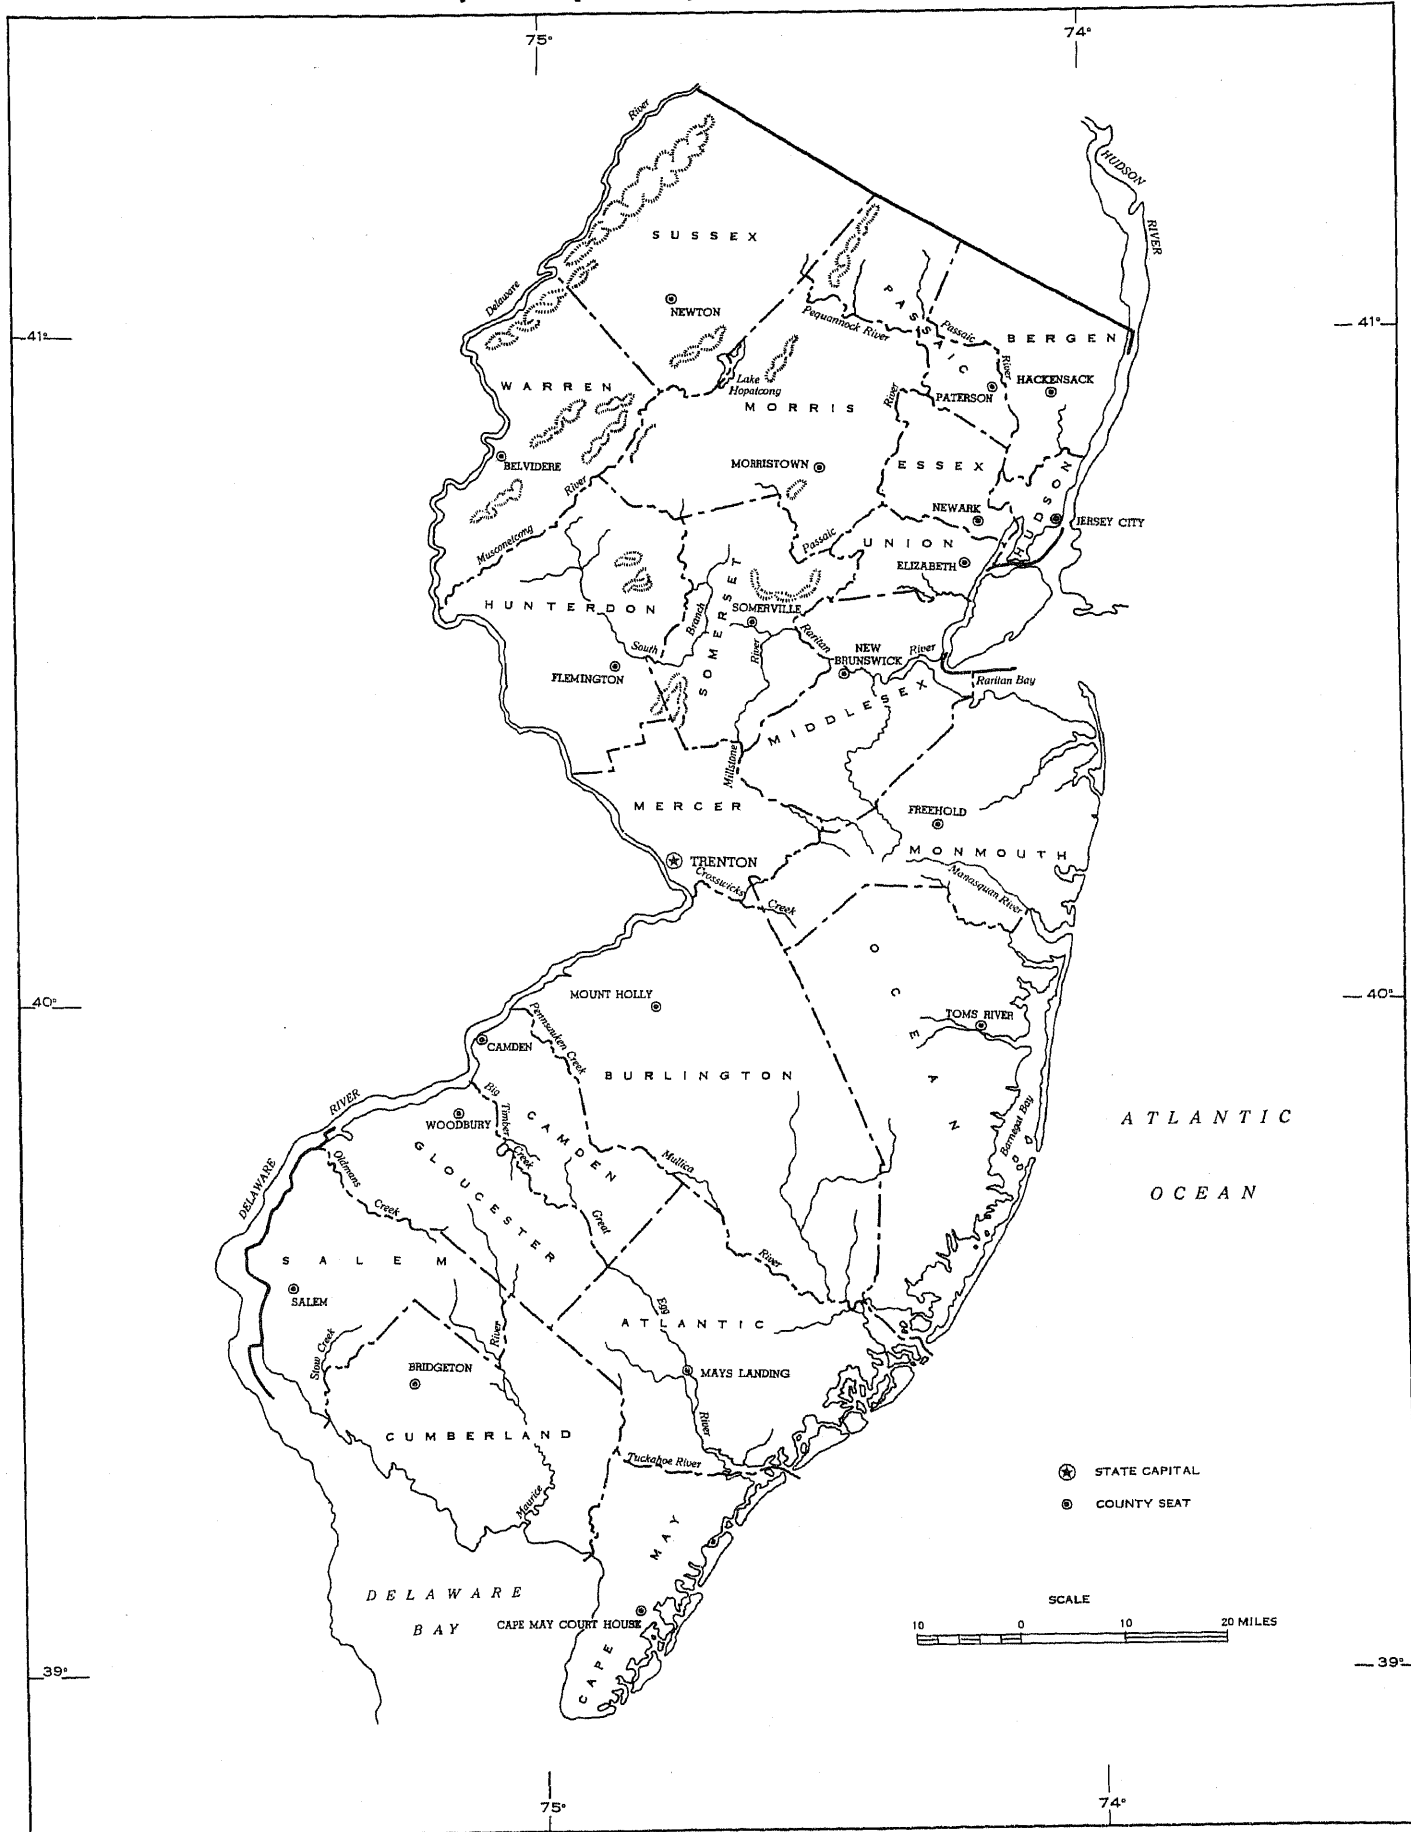 75°
74°
River
HUDSON
RIVER
SUSSEX
Delaware
NEWTON
PASSAIC
Pequannock River
Passaic
River
BERGEN
41°
41°
WARREN
Lake
Hopatcong
MORRIS
River
PATERSON
HACKENSACK
BELVIDERE
MORRISTOWN
ESSEX
HUDSON
River
Musconetcong
NEWARK
JERSEY CITY
Passaic
UNION
ELIZABETH
HUNTERDON
SOMERSET
Branch
South
SOMERVILLE
River
Raritan
NEW
BRUNSWICK
River
FLEMINGTON
Raritan Bay
MIDDLESEX
Millstone
MERCER
FREEHOLD
MONMOUTH
TRENTON
Crosswicks
Creek
Manasquan River
OCEAN
40°
40°
MOUNT HOLLY
TOMS RIVER
Pennsauken Creek
CAMDEN
BURLINGTON
Big
Timber
Creek
CAMDEN
RIVER
WOODBURY
Barnegat Bay
ATLANTIC
OCEAN
DELAWARE
Oldmans
Creek
GLOUCESTER
Mullica
River
Great
Egg
River
SALEM
SALEM
ATLANTIC
Stow Creek
River
BRIDGETON
MAYS LANDING
CUMBERLAND
Tuckahoe River
Maurice
STATE CAPITAL
COUNTY SEAT
CAPE MAY
DELAWARE
BAY
CAPE MAY COURT HOUSE
SCALE
10 0 10 20 MILES
39°
39°
75°
74°